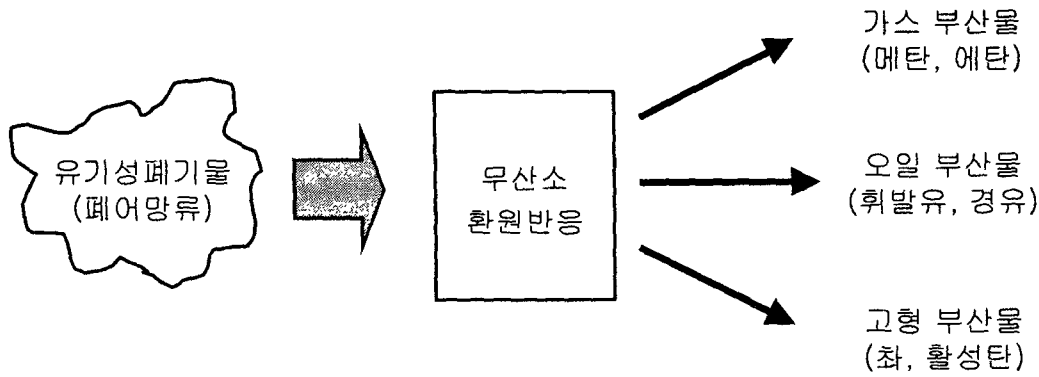 유기성폐기물
(폐어망류)
무산소
환원반응
가스 부산물
(메탄, 에탄)
오일 부산물
(휘발유, 경유)
고형 부산물
(촤, 활성탄)